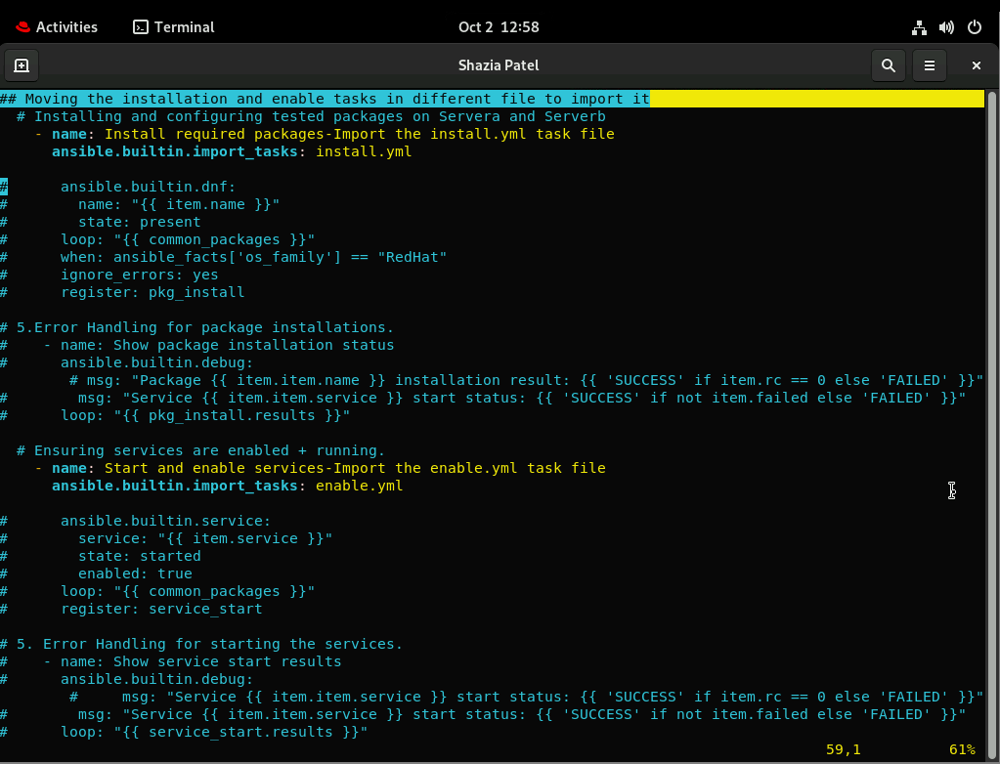 Activities Terminal Oct 2 12:58
Shazia Patel
## Moving the installation and enable tasks in different file to import it
  # Installing and configuring tested packages on Servera and Serverb
    - name: Install required packages-Import the install.yml task file
      ansible.builtin.import_tasks: install.yml

#      ansible.builtin.dnf:
#        name: "{{ item.name }}"
#        state: present
#      loop: "{{ common_packages }}"
#      when: ansible_facts['os_family'] == "RedHat"
#      ignore_errors: yes
#      register: pkg_install

# 5.Error Handling for package installations.
#    - name: Show package installation status
#      ansible.builtin.debug:
        # msg: "Package {{ item.item.name }} installation result: {{ 'SUCCESS' if item.rc == 0 else 'FAILED' }}"
#        msg: "Service {{ item.item.service }} start status: {{ 'SUCCESS' if not item.failed else 'FAILED' }}"
#      loop: "{{ pkg_install.results }}"

  # Ensuring services are enabled + running.
    - name: Start and enable services-Import the enable.yml task file
      ansible.builtin.import_tasks: enable.yml

#      ansible.builtin.service:
#        service: "{{ item.service }}"
#        state: started
#        enabled: true
#      loop: "{{ common_packages }}"
#      register: service_start

# 5. Error Handling for starting the services.
#    - name: Show service start results
#      ansible.builtin.debug:
        #     msg: "Service {{ item.item.service }} start status: {{ 'SUCCESS' if item.rc == 0 else 'FAILED' }}"
#        msg: "Service {{ item.item.service }} start status: {{ 'SUCCESS' if not item.failed else 'FAILED' }}"
#      loop: "{{ service_start.results }}"
59,1 61%